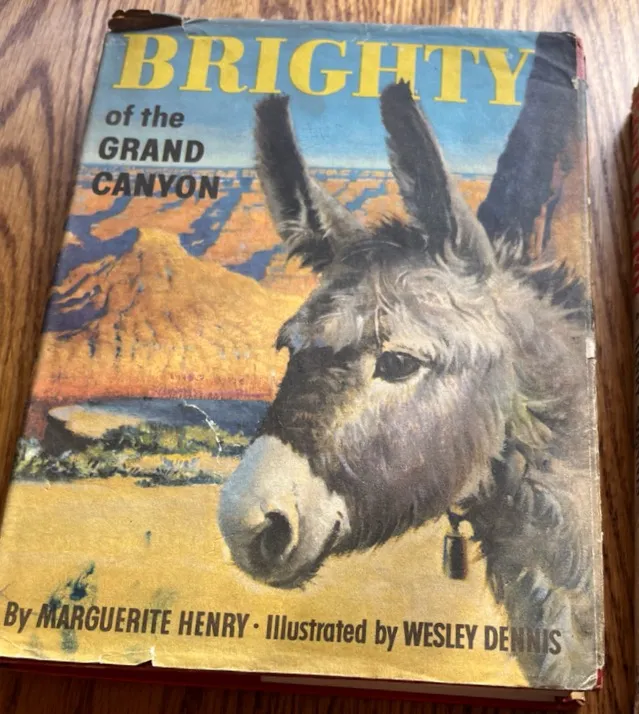 BRIGHTY
of the
GRAND
CANYON
By MARGUERITE HENRY · Illustrated by WESLEY DENNIS